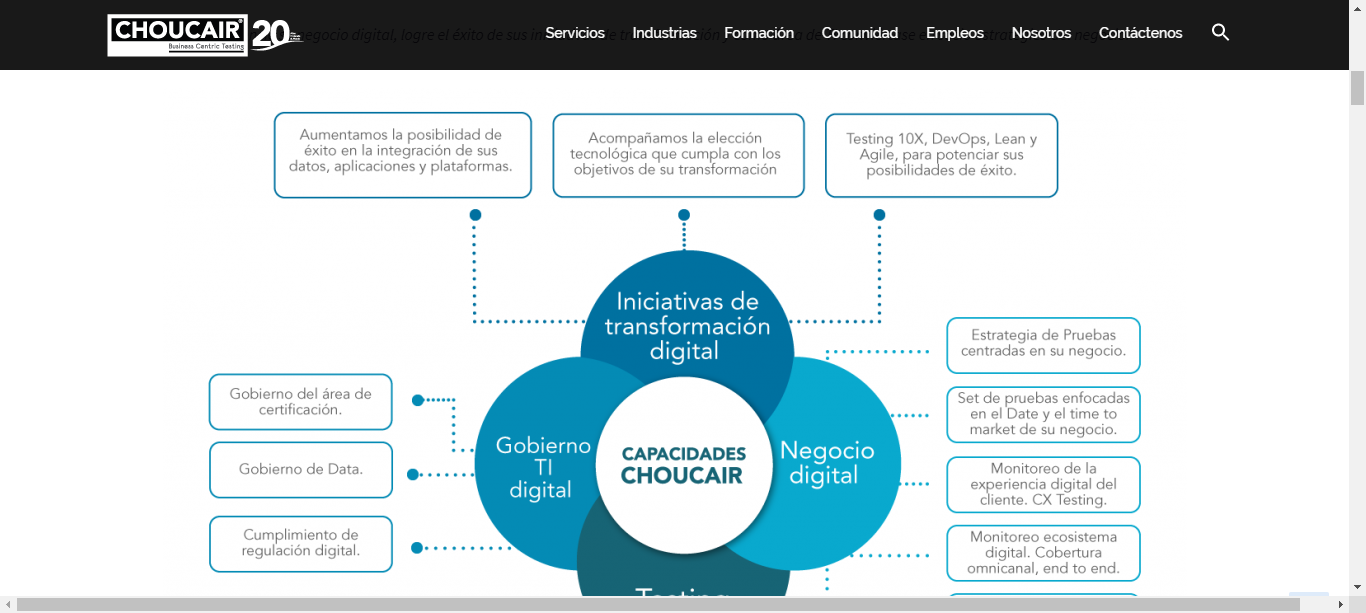 CHOUCAIR
Business Centric Testing
20
negocio digital, logre el éxito de sus
Servicios
Industrias
Formación
Comunidad
Empleos
Nosotros
Contáctenos
Aumentamos la posibilidad de
éxito en la integración de sus
datos, aplicaciones y plataformas.
Acompañamos la elección
tecnológica que cumpla con los
objetivos de su transformación
Testing 10X, DevOps, Lean y
Agile, para potenciar sus
posibilidades de éxito.
Iniciativas de
transformación
digital
Estrategia de Pruebas
centradas en su negocio.
Gobierno del área de
certificación.
Set de pruebas enfocadas
en el Date y el time to
market de su negocio.
Gobierno
TI
digital
CAPACIDADES
CHOUCAIR
Negocio
digital
Gobierno de Data.
Monitoreo de la
experiencia digital del
cliente. CX Testing.
Cumplimiento de
regulación digital.
Monitoreo ecosistema
digital. Cobertura
omnicanal, end to end.
Testing